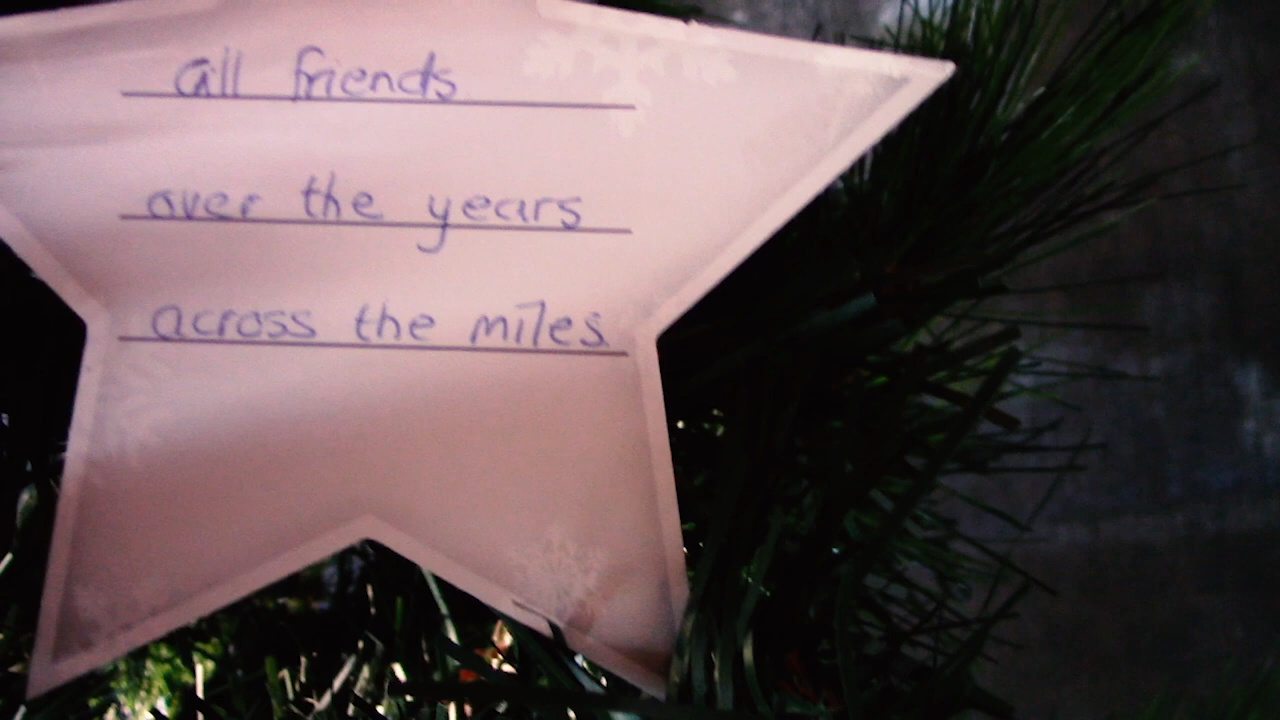 all friends
over the years
across the miles.